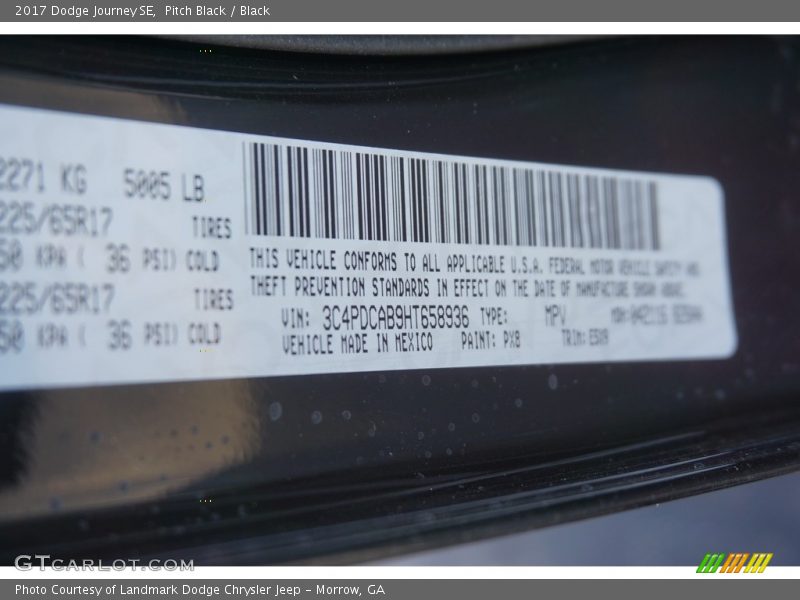 2017 Dodge Journey SE, Pitch Black / Black
2271 KG 5005 LB
225/65R17 TIRES
50 KPA ( 36 PSI) COLD
225/65R17 TIRES
50 KPA ( 36 PSI) COLD
THIS VEHICLE CONFORMS TO ALL APPLICABLE U.S.A. FEDERAL MOTOR VEHICLE SAFETY AND
THEFT PREVENTION STANDARDS IN EFFECT ON THE DATE OF MANUFACTURE SHOWN ABOVE.
VIN: 3C4PDCAB9HT658936 TYPE: MPV
VEHICLE MADE IN MEXICO PAINT: PX8 TRIM:
GTCARLOT.COM
Photo Courtesy of Landmark Dodge Chrysler Jeep – Morrow, GA